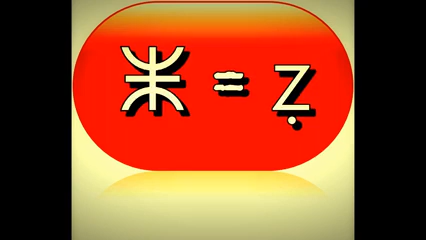 ⵥ = Ẓ